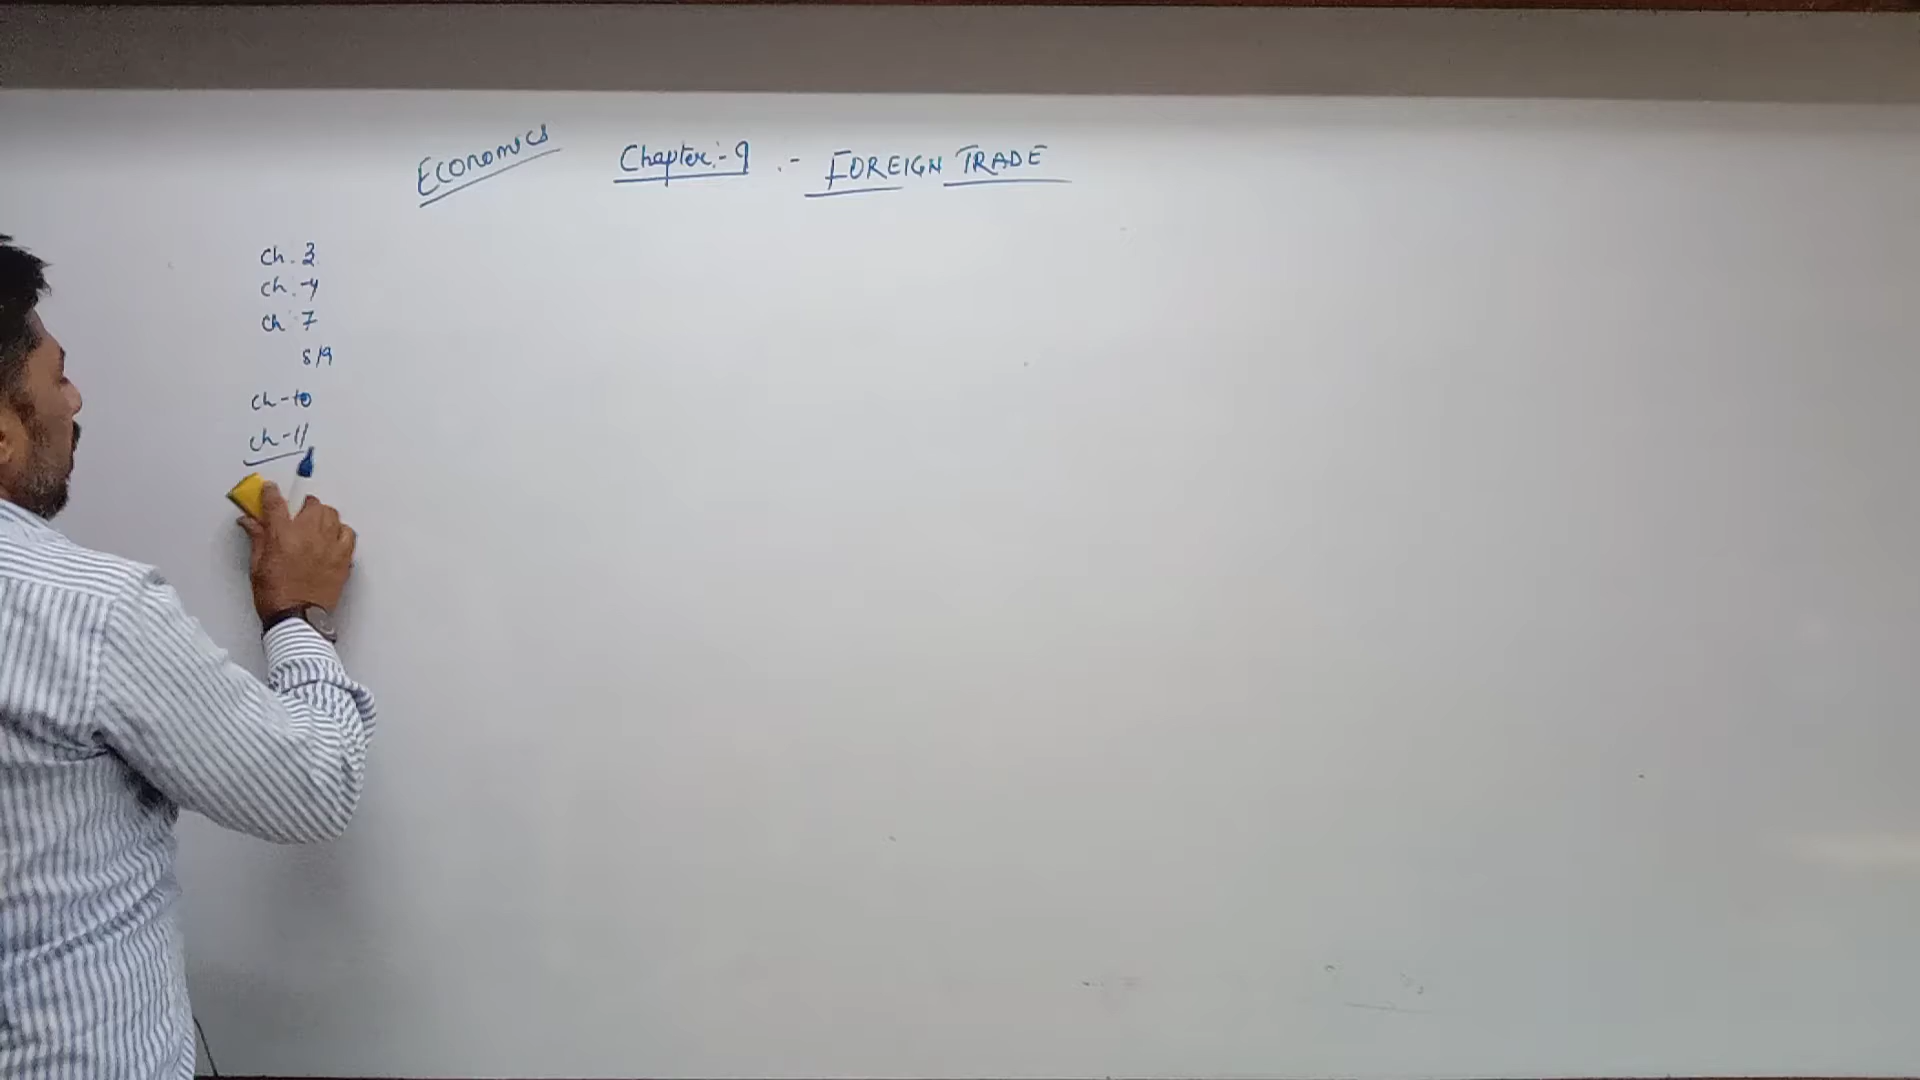 Economics Chapter:- 9 :- FOREIGN TRADE
Ch. 3
Ch. -4
Ch 7
8/9
Ch-10
Ch-11